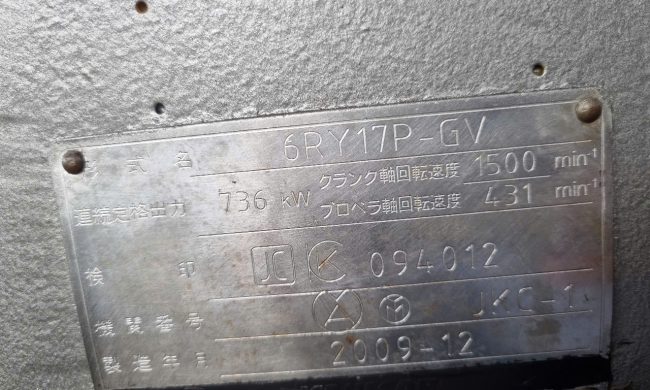 形式名 6RY17P-GV
連続定格出力 736 kW クランク軸回転速度 1500 min⁻¹
プロペラ軸回転速度 431 min⁻¹
検印 JC K 094012
機関番号 A M JKC-1
製造年月 2009-12